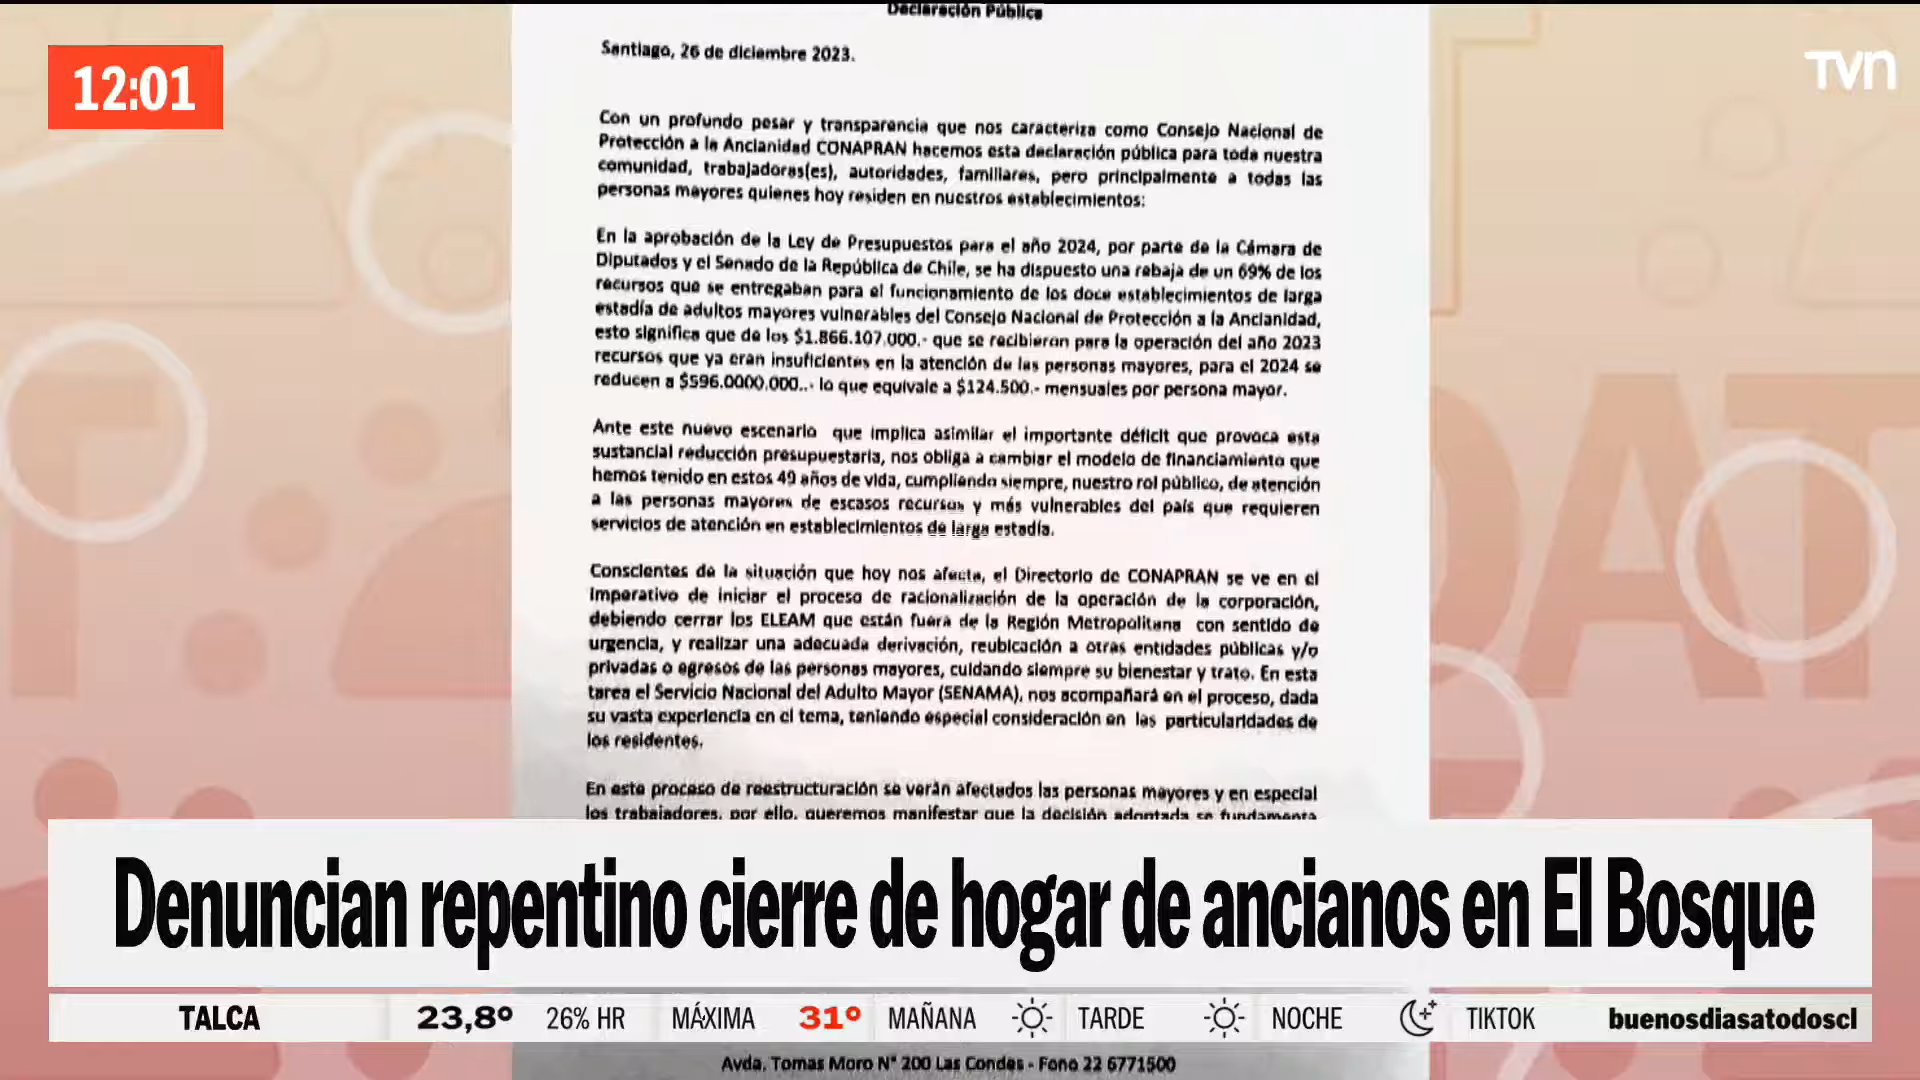 Declaración Pública
12:01
TVN
Santiago, 26 de diciembre 2023.
Con un profundo pesar y transparencia que nos caracteriza como Consejo Nacional de
Protección a la Ancianidad CONAPRAN hacemos esta declaración pública para toda nuestra
comunidad, trabajadoras(es), autoridades, familiares, pero principalmente a todas las
personas mayores quienes hoy residen en nuestros establecimientos:
En la aprobación de la Ley de Presupuestos para el año 2024, por parte de la Cámara de
Diputados y el Senado de la República de Chile, se ha dispuesto una rebaja de un 69% de los
recursos que se entregaban para el funcionamiento de los doce establecimientos de larga
estadía de adultos mayores vulnerables del Consejo Nacional de Protección a la Ancianidad,
esto significa que de los $1.866.107.000.- que se recibieron para la operación del año 2023
recursos que ya eran insuficientes en la atención de las personas mayores, para el 2024 se
reducen a $596.0000.000..- lo que equivale a $124.500.- mensuales por persona mayor.
Ante este nuevo escenario que implica asimilar el importante déficit que provoca esta
sustancial reducción presupuestaria, nos obliga a cambiar el modelo de financiamiento que
hemos tenido en estos 49 años de vida, cumpliendo siempre, nuestro rol público, de atención
a las personas mayores de escasos recursos y más vulnerables del país que requieren
servicios de atención en establecimientos de larga estadía.
Conscientes de la situación que hoy nos afecta, el Directorio de CONAPRAN se ve en el
imperativo de iniciar el proceso de racionalización de la operación de la corporación,
debiendo cerrar los ELEAM que están fuera de la Región Metropolitana con sentido de
urgencia, y realizar una adecuada derivación, reubicación a otras entidades públicas y/o
privadas o egresos de las personas mayores, cuidando siempre su bienestar y trato. En esta
tarea el Servicio Nacional del Adulto Mayor (SENAMA), nos acompañará en el proceso, dada
su vasta experiencia en el tema, teniendo especial consideración en las particularidades de
los residentes.
En este proceso de reestructuración se verán afectados las personas mayores y en especial
los trabajadores, por ello, queremos manifestar que la decisión adoptada se fundamenta
Denuncian repentino cierre de hogar de ancianos en El Bosque
TALCA 23,8° 26% HR MÁXIMA 31° MAÑANA TARDE NOCHE TIKTOK buenosdiasatodoscl
Avda. Tomas Moro N° 200 Las Condes - Fono 22 6771500